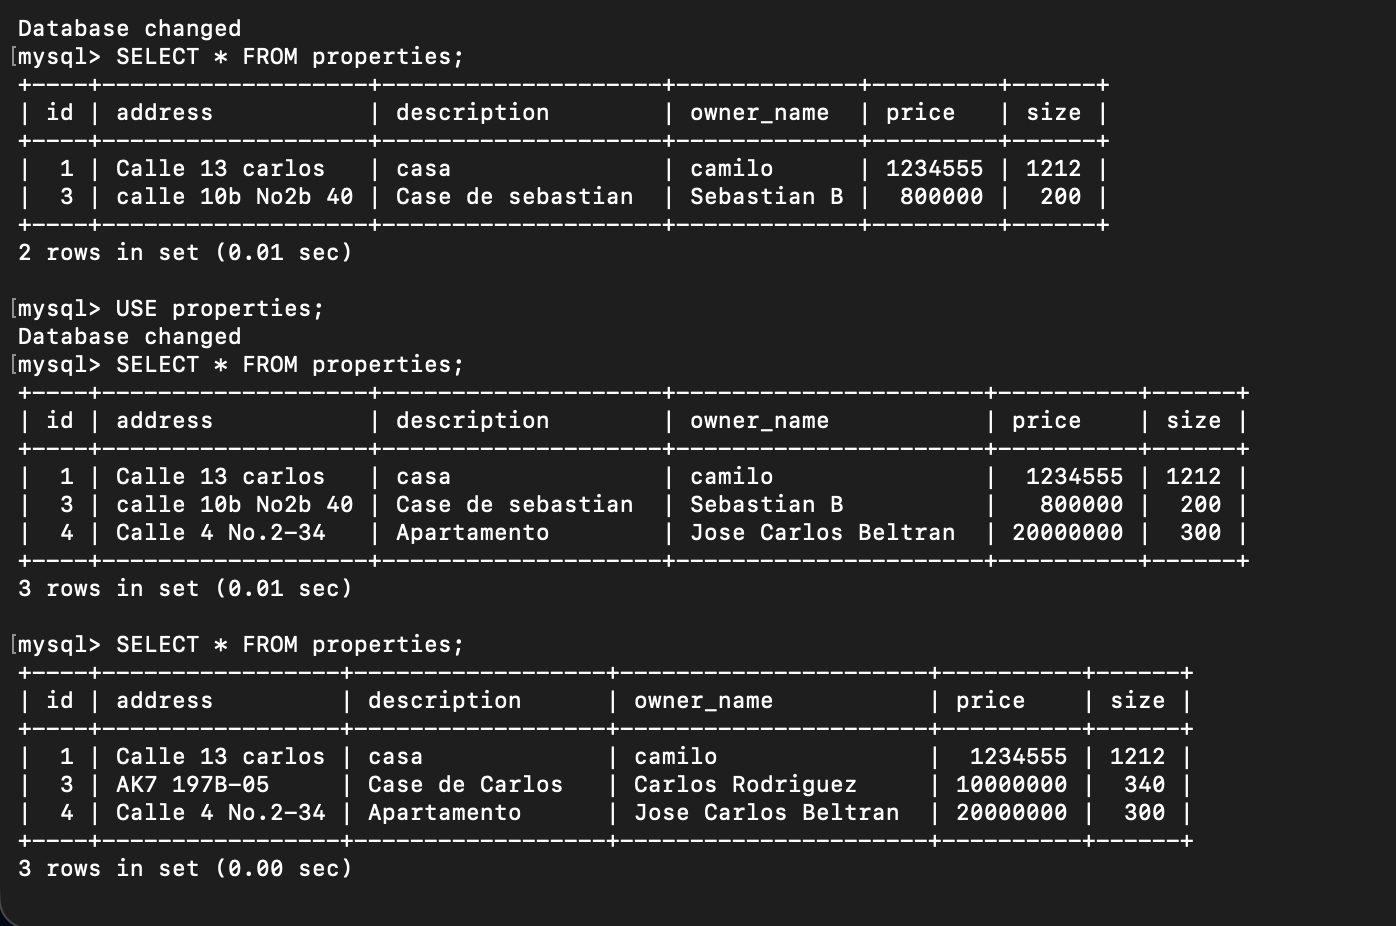 Database changed
[mysql> SELECT * FROM properties;
+----+-------------------+--------------------+-------------+---------+------+
| id | address           | description        | owner_name  | price   | size |
+----+-------------------+--------------------+-------------+---------+------+
|  1 | Calle 13 carlos   | casa               | camilo      | 1234555 | 1212 |
|  3 | calle 10b No2b 40 | Case de sebastian  | Sebastian B |  800000 |  200 |
+----+-------------------+--------------------+-------------+---------+------+
2 rows in set (0.01 sec)
[mysql> USE properties;
Database changed
[mysql> SELECT * FROM properties;
+----+-------------------+--------------------+----------------------+----------+------+
| id | address           | description        | owner_name           | price    | size |
+----+-------------------+--------------------+----------------------+----------+------+
|  1 | Calle 13 carlos   | casa               | camilo               |  1234555 | 1212 |
|  3 | calle 10b No2b 40 | Case de sebastian  | Sebastian B          |   800000 |  200 |
|  4 | Calle 4 No.2-34   | Apartamento        | Jose Carlos Beltran  | 20000000 |  300 |
+----+-------------------+--------------------+----------------------+----------+------+
3 rows in set (0.01 sec)
[mysql> SELECT * FROM properties;
+----+-----------------+------------------+----------------------+----------+------+
| id | address         | description      | owner_name           | price    | size |
+----+-----------------+------------------+----------------------+----------+------+
|  1 | Calle 13 carlos | casa             | camilo               |  1234555 | 1212 |
|  3 | AK7 197B-05     | Case de Carlos   | Carlos Rodriguez     | 10000000 |  340 |
|  4 | Calle 4 No.2-34 | Apartamento      | Jose Carlos Beltran  | 20000000 |  300 |
+----+-----------------+------------------+----------------------+----------+------+
3 rows in set (0.00 sec)